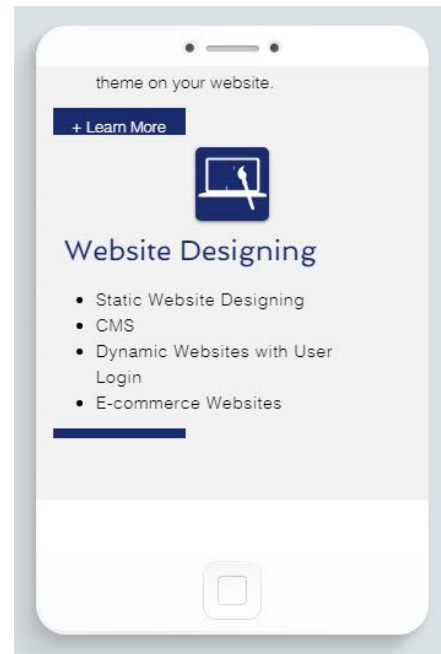 theme on your website.
+ Learn More
Website Designing
• Static Website Designing
• CMS
• Dynamic Websites with User
Login
• E-commerce Websites